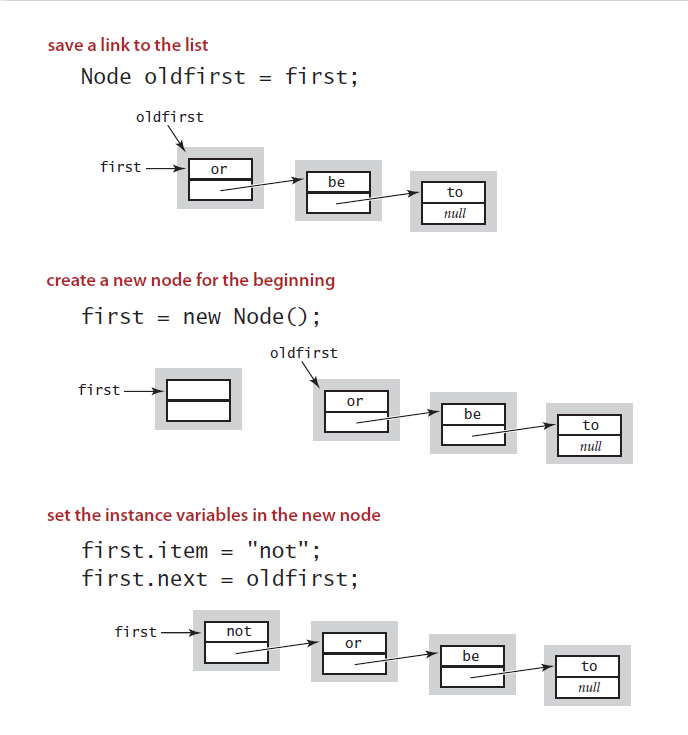 save a link to the list
Node oldfirst = first;
oldfirst
first
or
be
to
null
create a new node for the beginning
first = new Node();
oldfirst
first
or
be
to
null
set the instance variables in the new node
first.item = "not";
first.next = oldfirst;
first
not
or
be
to
null